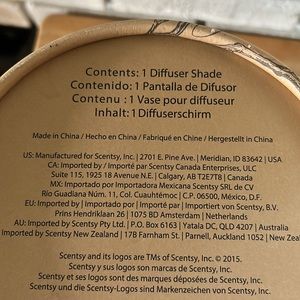 Contents: 1 Diffuser Shade
Contenido: 1 Pantalla de Difusor
Contenu : 1 Vase pour diffuseur
Inhalt: 1 Diffuserschirm
Made in China / Hecho en China / Fabriqué en Chine / Hergestellt in China
US: Manufactured for Scentsy, Inc. | 2701 E. Pine Ave. | Meridian, ID 83642 | USA
CA: Imported by / Importé par Scentsy Canada Enterprises, ULC
Suite 115, 1925 18 Avenue N.E. | Calgary, AB T2E7T8 | Canada
MX: Importado por Importadora Mexicana Scentsy SRL de CV
Río Guadiana Núm. 11, Col. Cuauhtémoc | C.P. 06500, México | D.F.
EU: Imported by / Importado por / Importé par / Importiert von Scentsy, B.V.
Prins Hendriklaan 26 | 1075 BD Amsterdam | Netherlands
AU: Imported by Scentsy Pty Ltd. | P.O. Box 6163 | Yatala DC, QLD 4207 | Australia
Imported by Scentsy New Zealand | 17B Farnham St. | Parnell, Auckland 1052 | New
Scentsy and its logos are TMs of Scentsy, Inc. © 2015.
Scentsy y sus logos son marcas de Scentsy, Inc.
Scentsy et ses logos sont des marques déposées de Scentsy, Inc.
Scentsy und die Scentsy-Logos sind Markenzeichen von Scentsy, Inc.